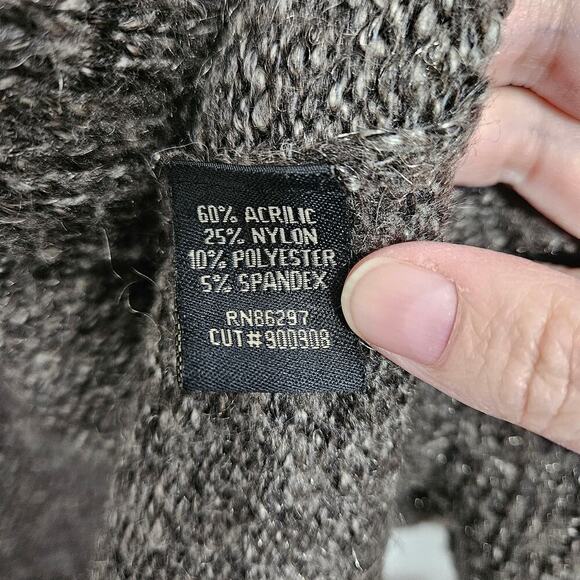 60% ACRILIC
25% NYLON
10% POLYESTER
5% SPANDEX
RN86297
CUT#900908